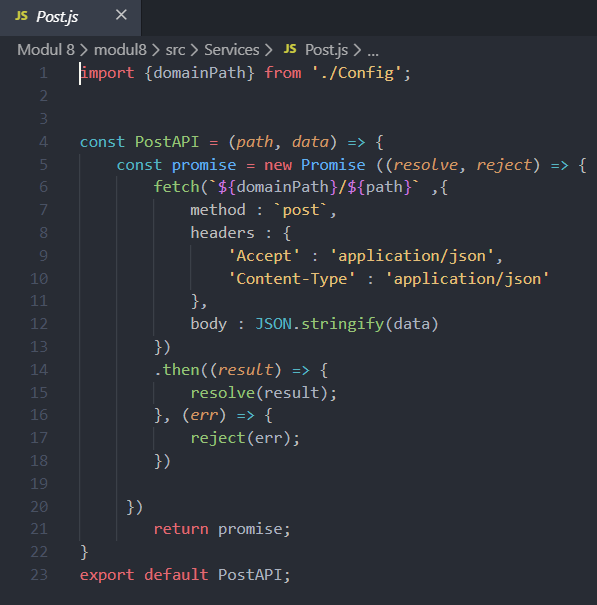 JS Post.js ×
Modul 8 > modul8 > src > Services > JS Post.js > ...
1 import {domainPath} from './Config';
2
3
4 const PostAPI = (path, data) => {
5 const promise = new Promise ((resolve, reject) => {
6 fetch(`${domainPath}/${path}` ,{
7 method : `post`,
8 headers : {
9 'Accept' : 'application/json',
10 'Content-Type' : 'application/json'
11 },
12 body : JSON.stringify(data)
13 })
14 .then((result) => {
15 resolve(result);
16 }, (err) => {
17 reject(err);
18 })
19
20 })
21 return promise;
22 }
23 export default PostAPI;